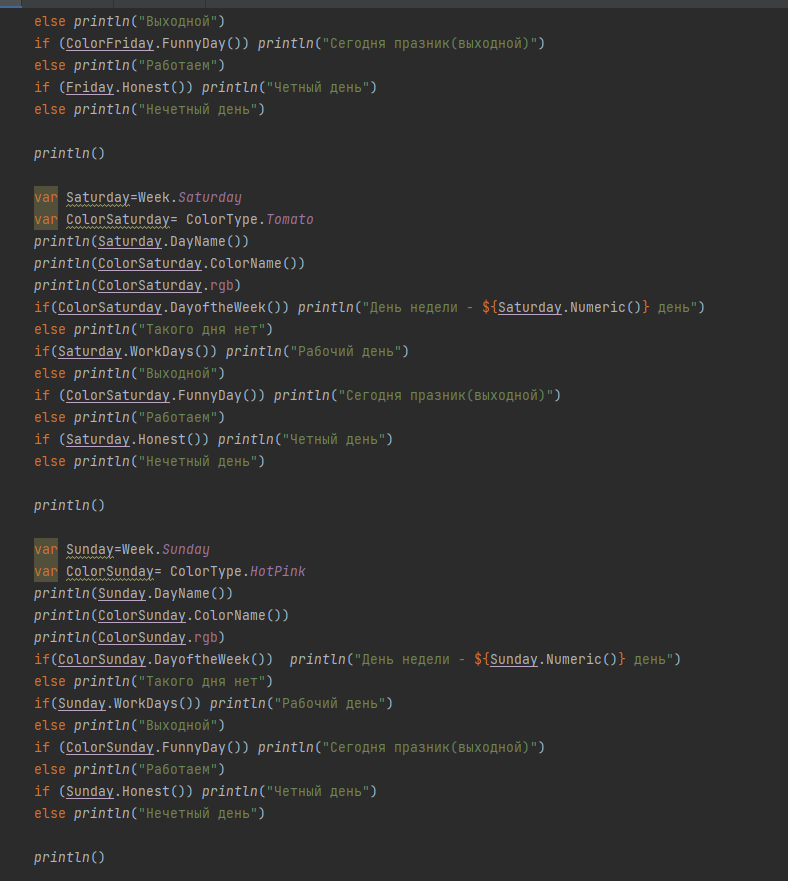 else println("Выходной")
if (ColorFriday.FunnyDay()) println("Сегодня празник(выходной)")
else println("Работаем")
if (Friday.Honest()) println("Четный день")
else println("Нечетный день")
println()
var Saturday=Week.Saturday
var ColorSaturday= ColorType.Tomato
println(Saturday.DayName())
println(ColorSaturday.ColorName())
println(ColorSaturday.rgb)
if(ColorSaturday.DayoftheWeek()) println("День недели - ${Saturday.Numeric()} день")
else println("Такого дня нет")
if(Saturday.WorkDays()) println("Рабочий день")
else println("Выходной")
if (ColorSaturday.FunnyDay()) println("Сегодня празник(выходной)")
else println("Работаем")
if (Saturday.Honest()) println("Четный день")
else println("Нечетный день")
println()
var Sunday=Week.Sunday
var ColorSunday= ColorType.HotPink
println(Sunday.DayName())
println(ColorSunday.ColorName())
println(ColorSunday.rgb)
if(ColorSunday.DayoftheWeek())  println("День недели - ${Sunday.Numeric()} день")
else println("Такого дня нет")
if(Sunday.WorkDays()) println("Рабочий день")
else println("Выходной")
if (ColorSunday.FunnyDay()) println("Сегодня празник(выходной)")
else println("Работаем")
if (Sunday.Honest()) println("Четный день")
else println("Нечетный день")
println()